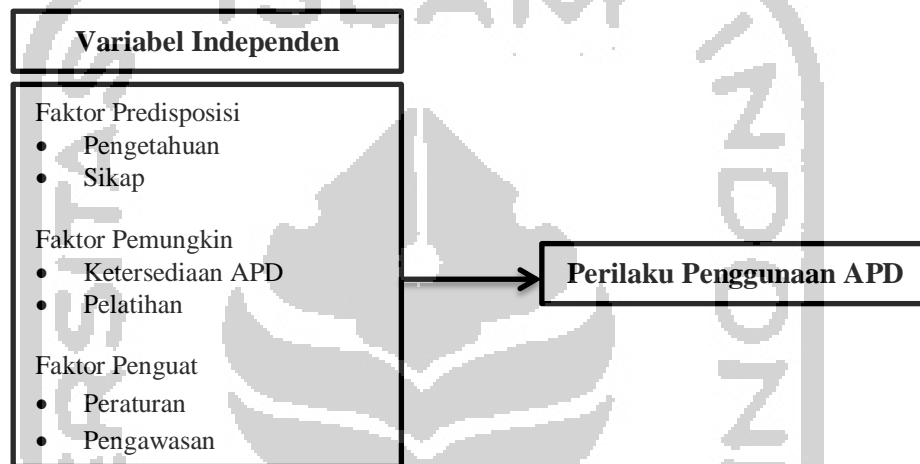 Variabel Independen
Faktor Predisposisi
• Pengetahuan
• Sikap
Faktor Pemungkin
• Ketersediaan APD
• Pelatihan
Faktor Penguat
• Peraturan
• Pengawasan
Perilaku Penggunaan APD